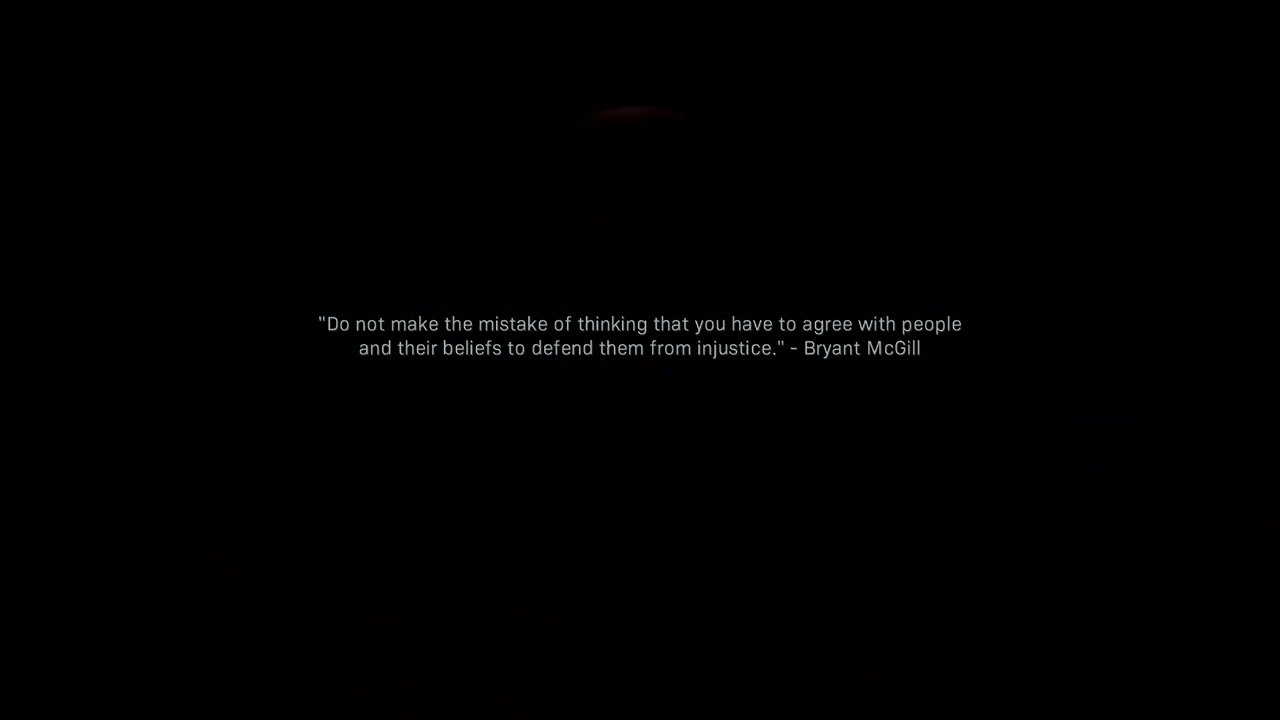 "Do not make the mistake of thinking that you have to agree with people
and their beliefs to defend them from injustice." - Bryant McGill